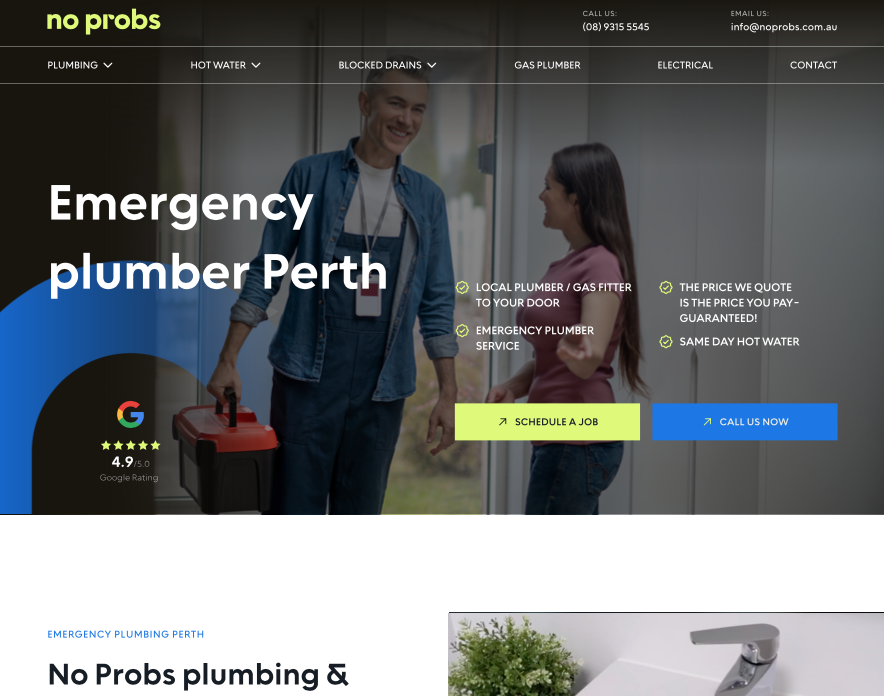 no probs
CALL US:
(08) 9315 5545
EMAIL US:
info@noprobs.com.au
PLUMBING
HOT WATER
BLOCKED DRAINS
GAS PLUMBER
ELECTRICAL
CONTACT
Emergency
plumber Perth
LOCAL PLUMBER / GAS FITTER
TO YOUR DOOR
EMERGENCY PLUMBER
SERVICE
THE PRICE WE QUOTE
IS THE PRICE YOU PAY–
GUARANTEED!
SAME DAY HOT WATER
SCHEDULE A JOB
CALL US NOW
4.9/5.0
Google Rating
EMERGENCY PLUMBING PERTH
No Probs plumbing &